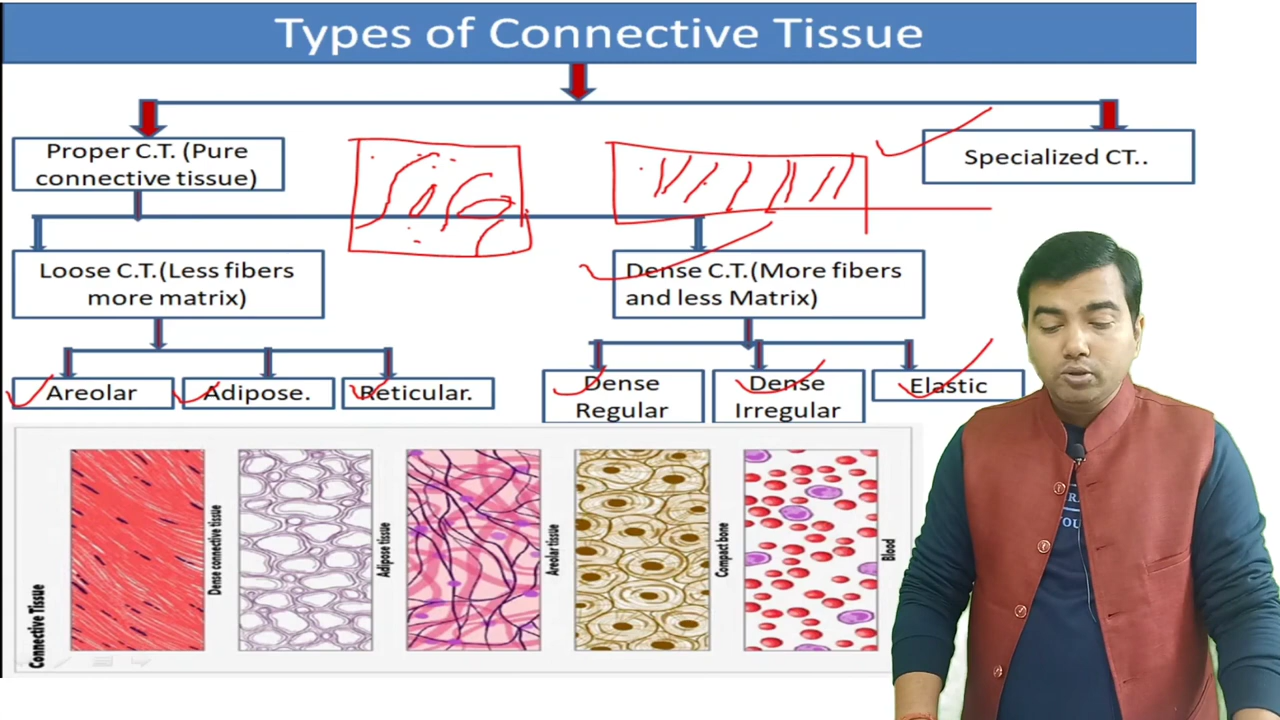 Types of Connective Tissue
Proper C.T. (Pure
connective tissue)
Specialized CT..
Loose C.T.(Less fibers
more matrix)
Dense C.T.(More fibers
and less Matrix)
Areolar
Adipose.
Reticular.
Dense
Regular
Dense
Irregular
Elastic
Connective Tissue
Dense connective tissue
Adipose tissue
Areolar tissue
Compact bone
Blood
YOU